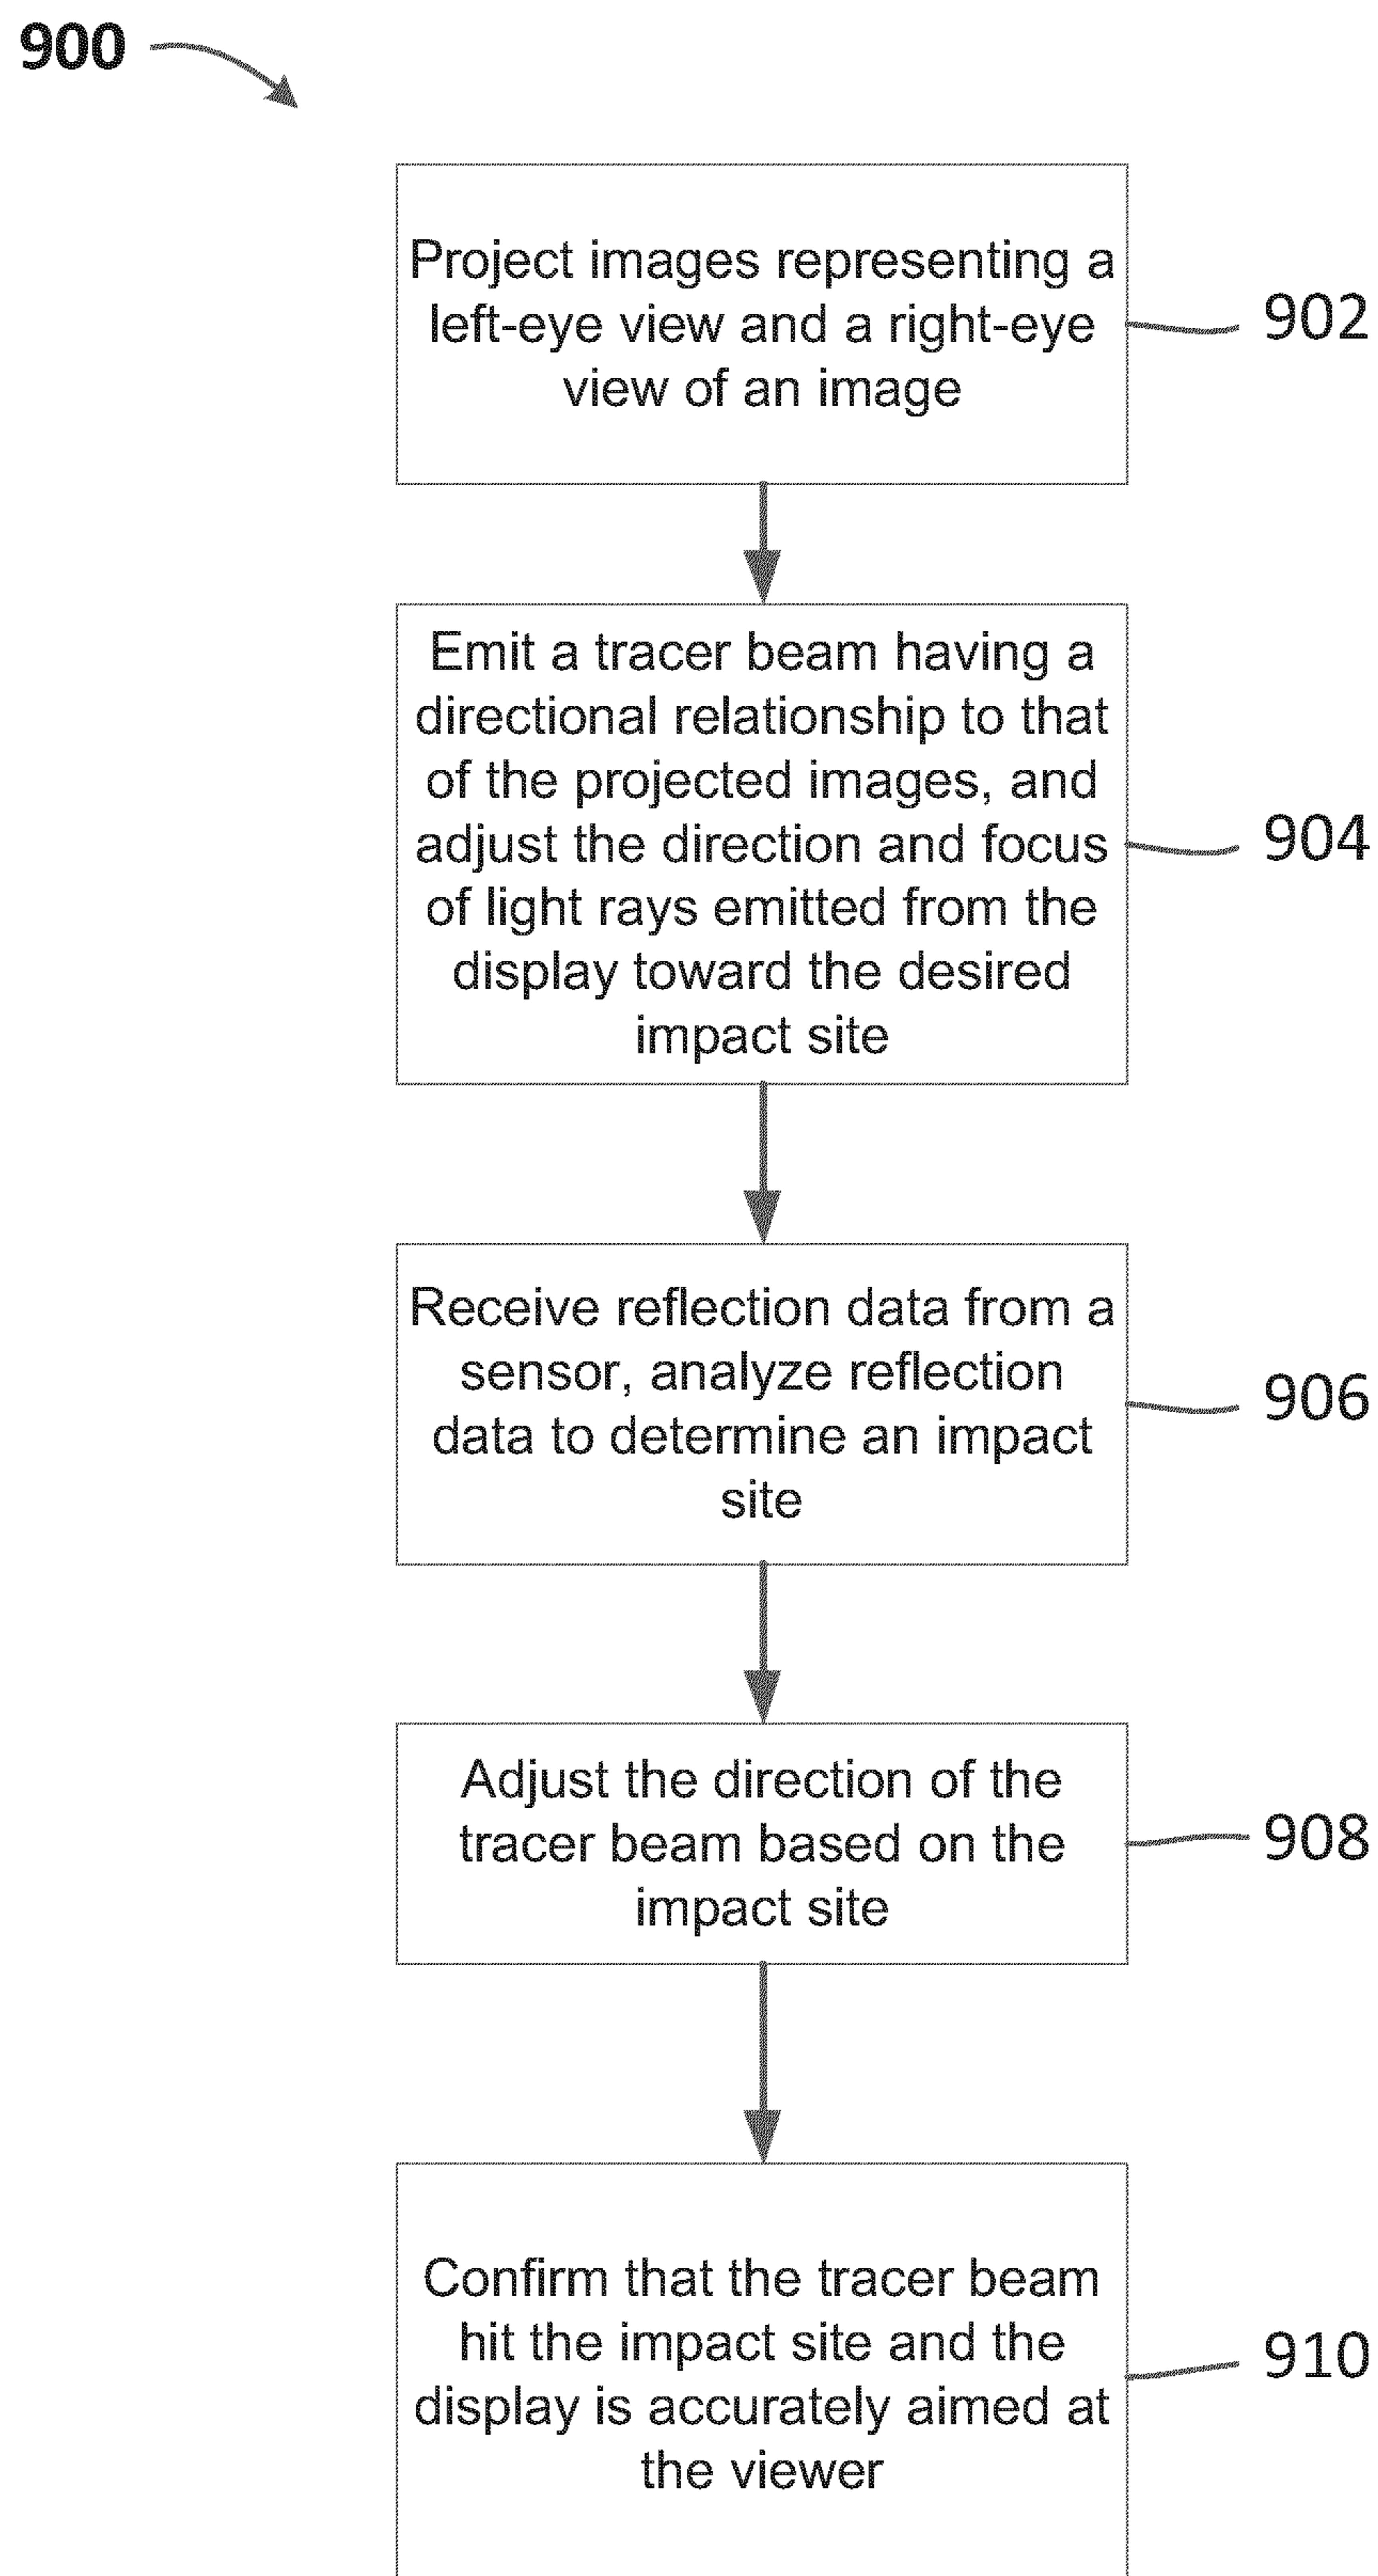 900
Project images representing a
left-eye view and a right-eye
view of an image
902
Emit a tracer beam having a
directional relationship to that
of the projected images, and
adjust the direction and focus
of light rays emitted from the
display toward the desired
impact site
904
Receive reflection data from a
sensor, analyze reflection
data to determine an impact
site
906
Adjust the direction of the
tracer beam based on the
impact site
908
Confirm that the tracer beam
hit the impact site and the
display is accurately aimed at
the viewer
910